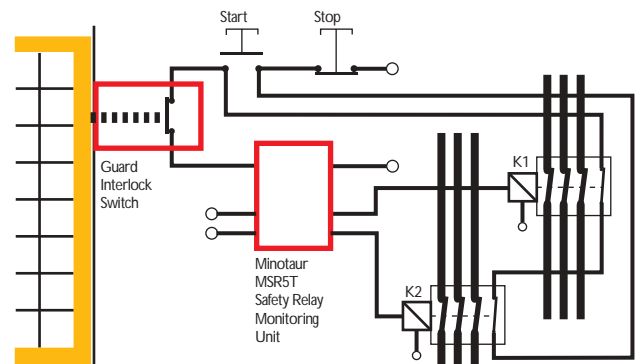 Start
Stop
Guard
Interlock
Switch
K1
Minotaur
MSR5T
Safety Relay
Monitoring
Unit
K2